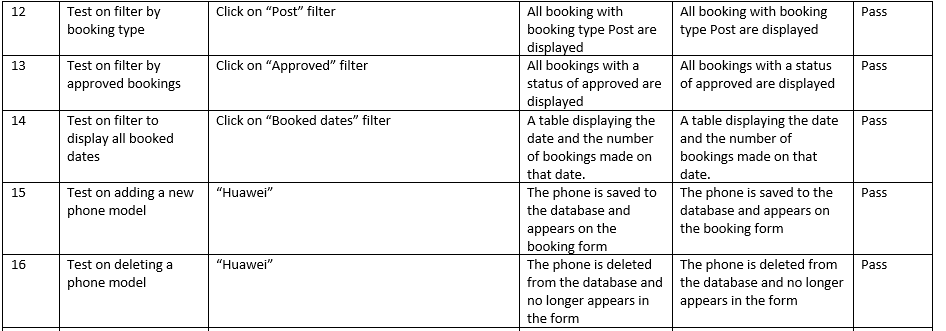 12 Test on filter by Click on “Post” filter All booking with All booking with booking Pass
booking type booking type Post are type Post are displayed
displayed
13 Test on filter by Click on “Approved” filter All bookings with a All bookings with a status Pass
approved bookings status of approved are of approved are displayed
displayed
14 Test on filter to Click on “Booked dates” filter A table displaying the A table displaying the date Pass
display all booked date and the number and the number of
dates of bookings made on bookings made on that
that date. date.
15 Test on adding a new “Huawei” The phone is saved to The phone is saved to the Pass
phone model the database and database and appears on
appears on the the booking form
booking form
16 Test on deleting a “Huawei” The phone is deleted The phone is deleted from Pass
phone model from the database and the database and no longer
no longer appears in appears in the form
the form